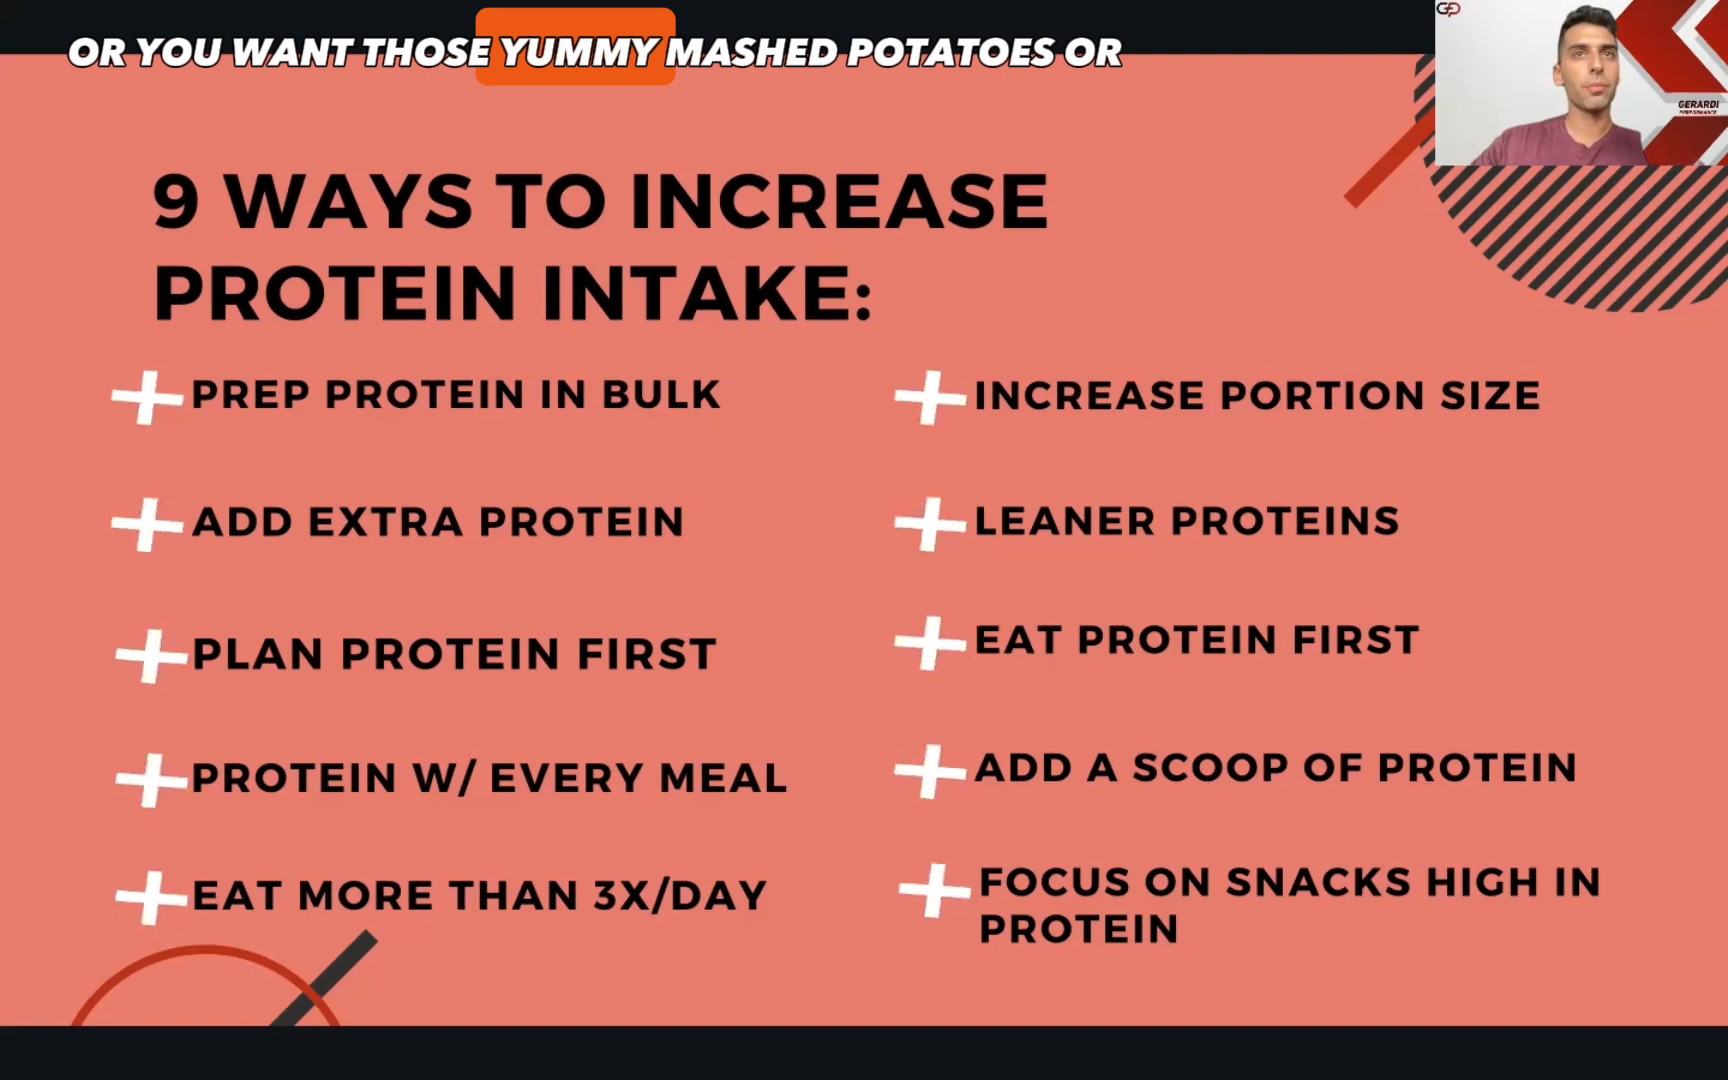 OR YOU WANT THOSE YUMMY MASHED POTATOES OR
GP
GERARDI
PERFORMANCE
9 WAYS TO INCREASE
PROTEIN INTAKE:
PREP PROTEIN IN BULK
ADD EXTRA PROTEIN
PLAN PROTEIN FIRST
PROTEIN W/ EVERY MEAL
EAT MORE THAN 3X/DAY
INCREASE PORTION SIZE
LEANER PROTEINS
EAT PROTEIN FIRST
ADD A SCOOP OF PROTEIN
FOCUS ON SNACKS HIGH IN
PROTEIN